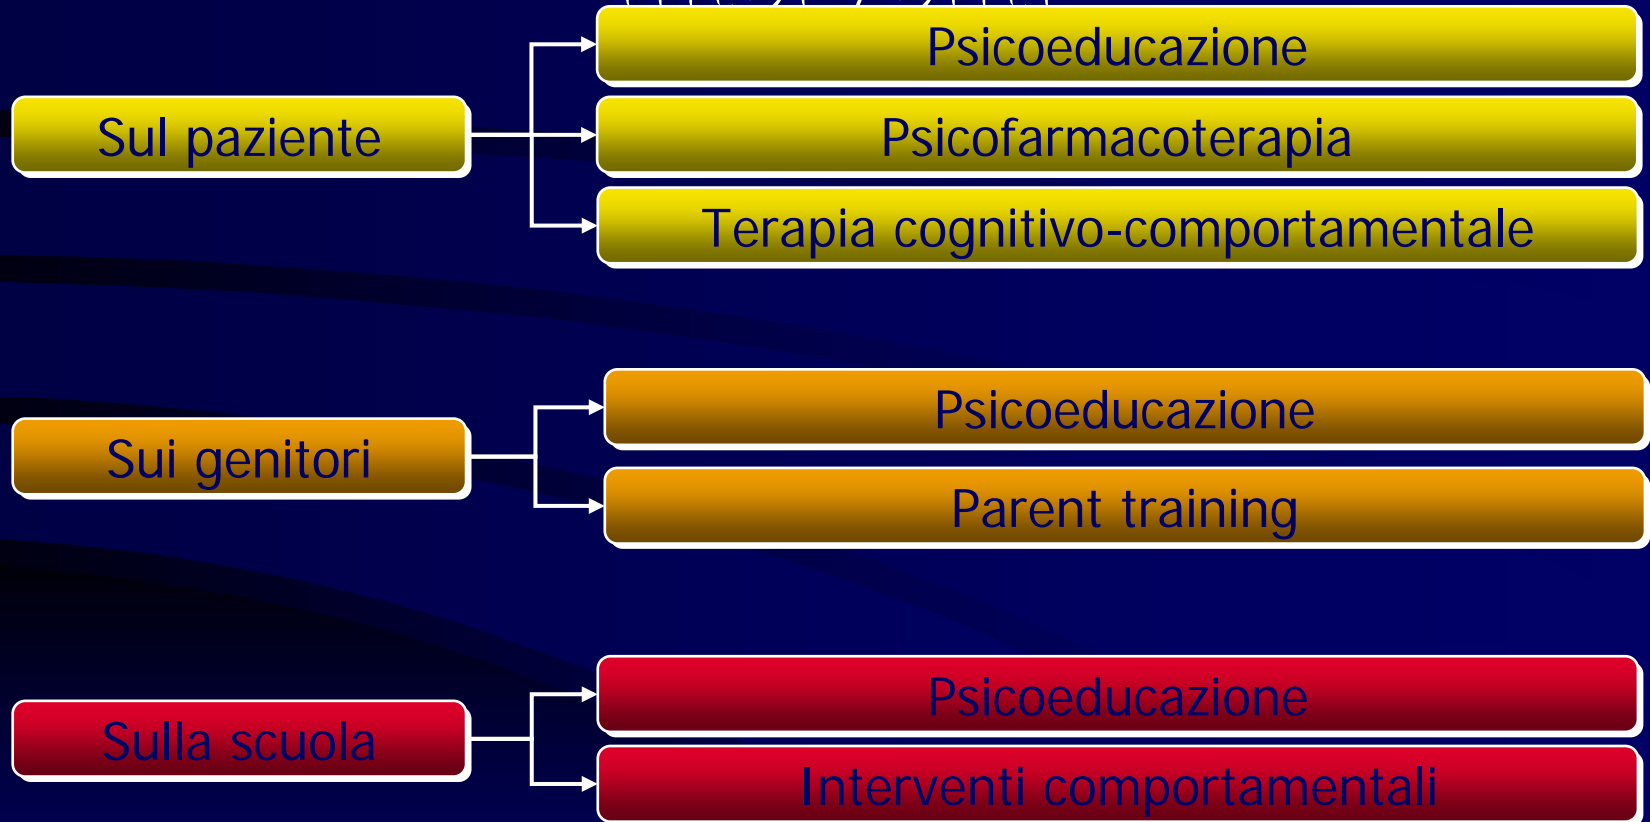 Sul paziente
Psicoeducazione
Psicofarmacoterapia
Terapia cognitivo-comportamentale
Sui genitori
Psicoeducazione
Parent training
Sulla scuola
Psicoeducazione
Interventi comportamentali